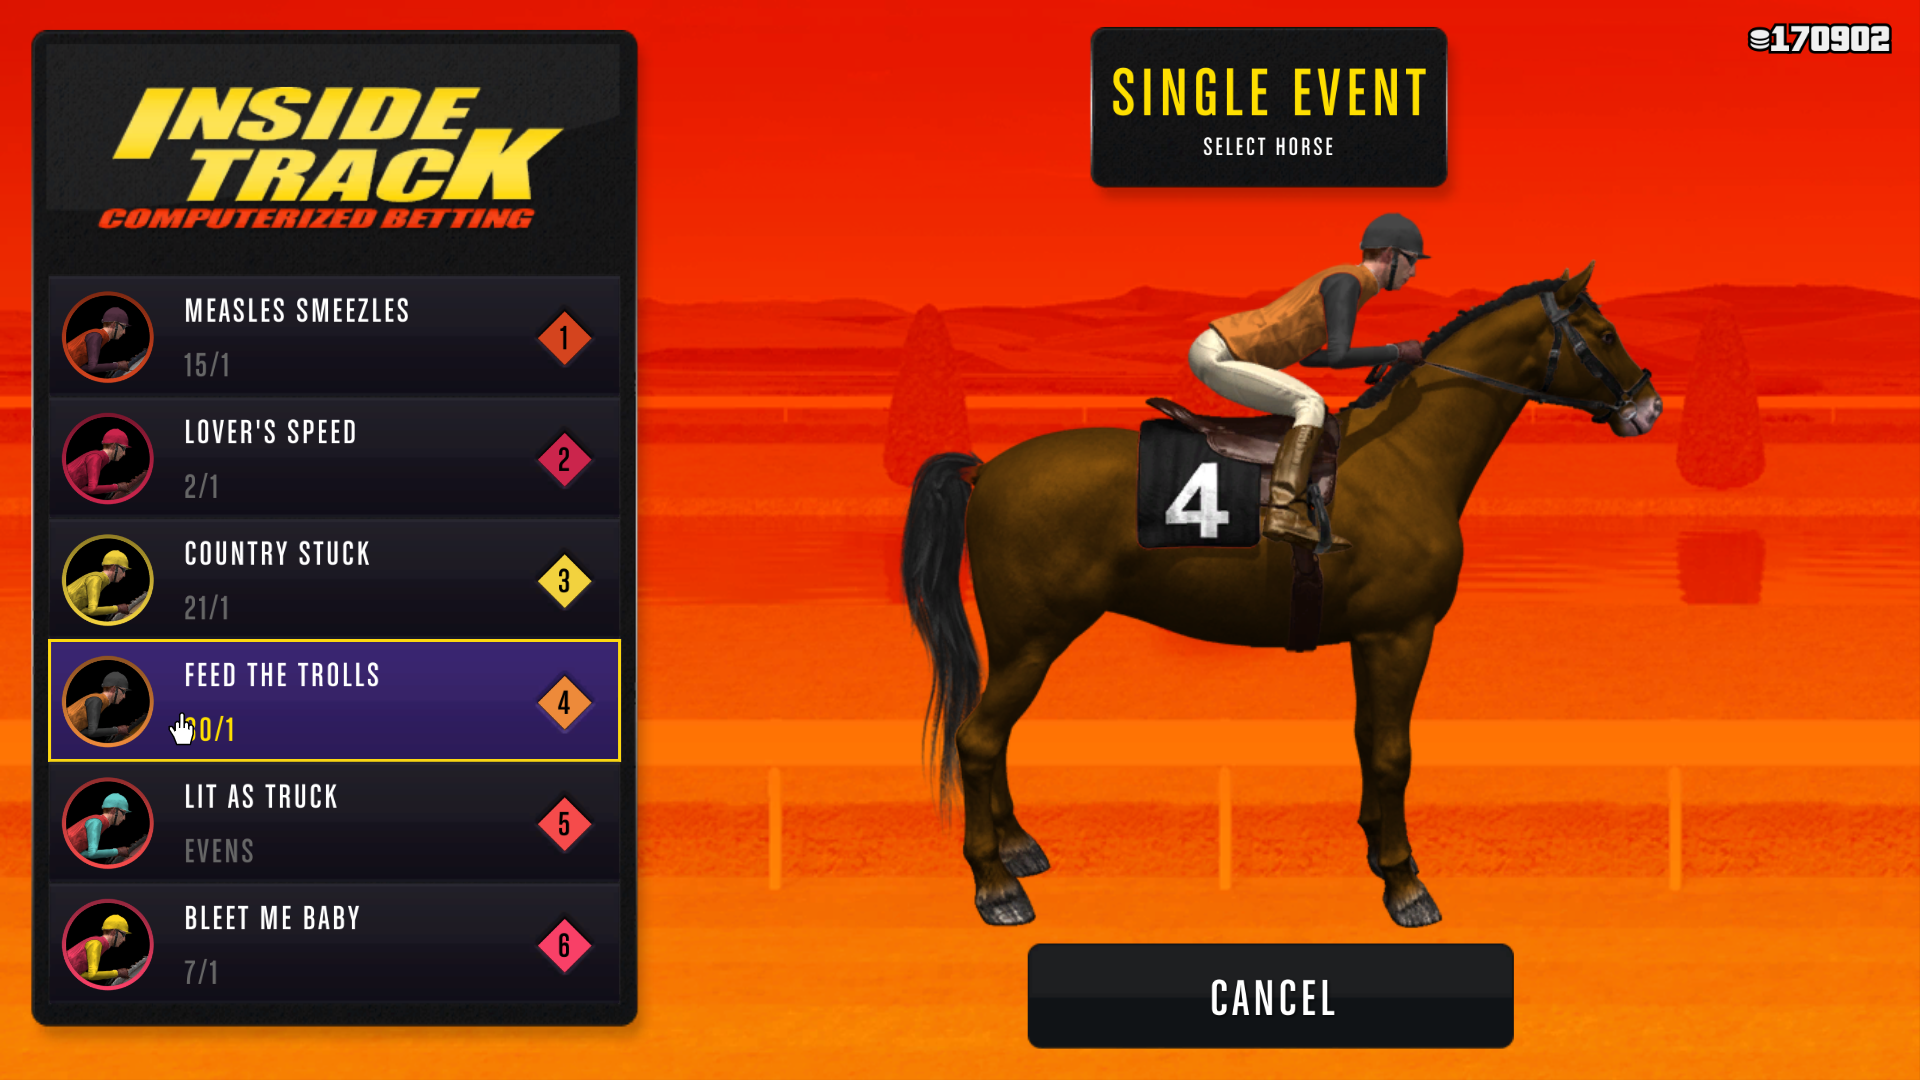 INSIDE
TRACK
COMPUTERIZED BETTING
MEASLES SMEEZLES
15/1
1
LOVER'S SPEED
2/1
2
COUNTRY STUCK
21/1
3
FEED THE TROLLS
4
LIT AS TRUCK
EVENS
5
BLEET ME BABY
7/1
6
SINGLE EVENT
SELECT HORSE
170902
4
CANCEL